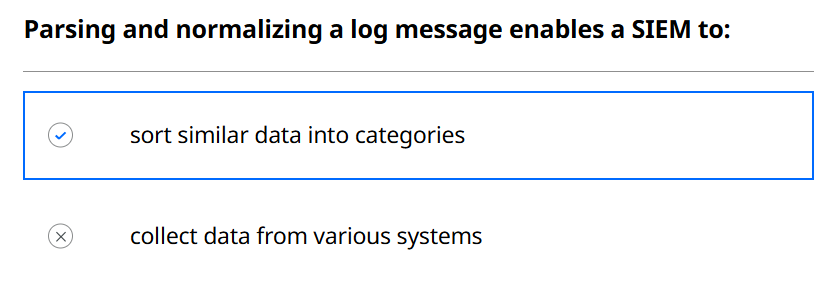 Parsing and normalizing a log message enables a SIEM to:
sort similar data into categories
collect data from various systems